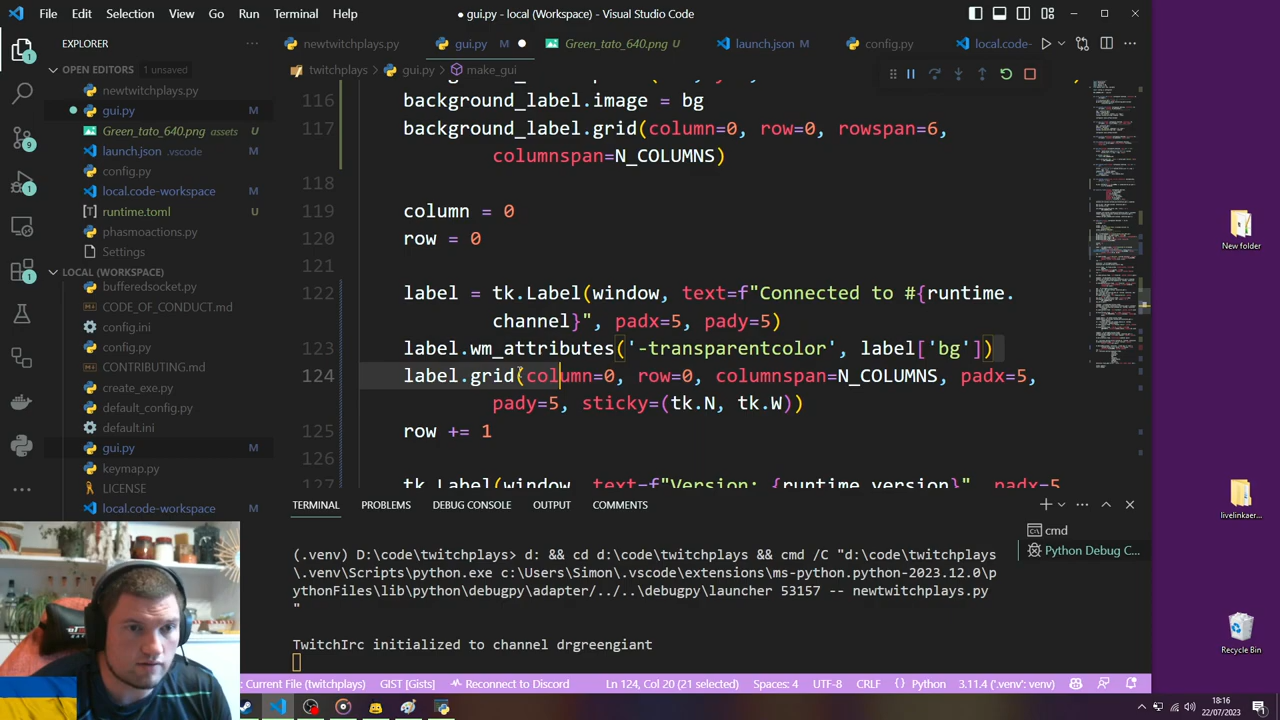 File Edit Selection View Go Run Terminal Help
gui.py - local (Workspace) - Visual Studio Code
EXPLORER
newtwitchplays.py
gui.py M
Green_tato_640.png U
launch.json M
config.py
local.code-
OPEN EDITORS 1 unsaved
twitchplays > gui.py > make_gui
newtwitchplays.py
gui.py M
Green_tato_640.png assets U
launch.json .vscode M
config.py
local.code-workspace M
runtime.toml U
phasmoactions.py
Settings
LOCAL (WORKSPACE)
bufferedsocket.py
CODE_OF_CONDUCT.md
config.ini
config.py
CONTRIBUTING.md
create_exe.py
default_config.py
default.ini
gui.py M
keymap.py
LICENSE
local.code-workspace M
background_label.image = bg
background_label.grid(column=0, row=0, rowspan=6,
columnspan=N_COLUMNS)
118
119 column = 0
120 row = 0
label = tk.Label(window, text=f"Connected to #{runtime.
channel}", padx=5, pady=5)
label.wm_attributes('-transparentcolor', label['bg'])
124 label.grid(column=0, row=0, columnspan=N_COLUMNS, padx=5,
pady=5, sticky=(tk.N, tk.W))
125 row += 1
126
127 tk.Label(window, text=f"Version: {runtime.version}", padx=5
TERMINAL PROBLEMS DEBUG CONSOLE OUTPUT COMMENTS
cmd
Python Debug C...
(.venv) D:\code\twitchplays> d: && cd d:\code\twitchplays && cmd /C "d:\code\twitchplays
\.venv\Scripts\python.exe c:\Users\Simon\.vscode\extensions\ms-python.python-2023.12.0\p
ythonFiles\lib\python\debugpy\adapter/../..\debugpy\launcher 53157 -- newtwitchplays.py
"
TwitchIrc initialized to channel drgreengiant
: Current File (twitchplays) GIST [Gists] Reconnect to Discord Ln 124, Col 20 (21 selected) Spaces: 4 UTF-8 CRLF {} Python 3.11.4 ('.venv': venv)
New folder
livelinkaer...
Recycle Bin
18:16
22/07/2023